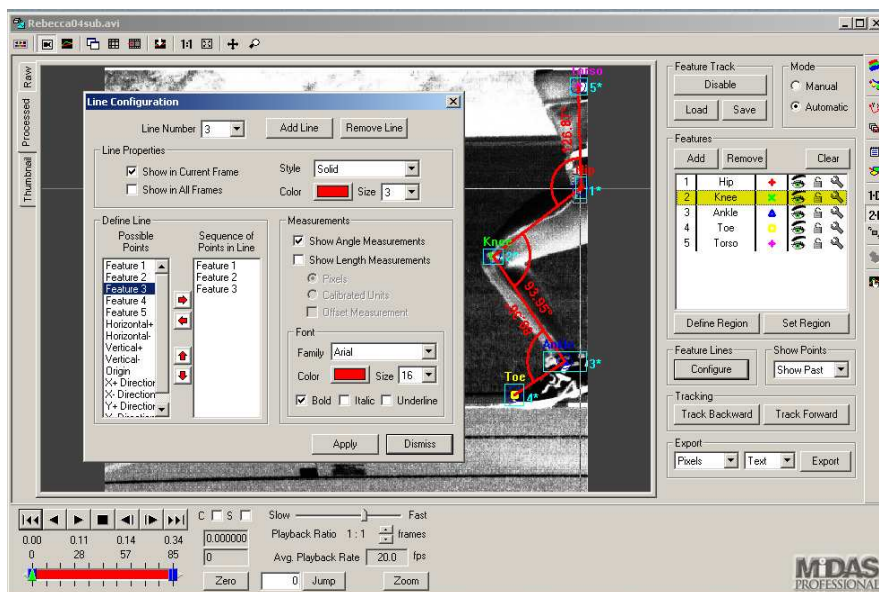 Rebecca04sub.avi
1:1
Raw
Processed
Thumbnail
Line Configuration
Line Number 3 Add Line Remove Line
Line Properties
Show in Current Frame
Show in All Frames
Style Solid
Color Size 3
Define Line
Possible Points
Sequence of Points in Line
Feature 1
Feature 2
Feature 3
Feature 4
Feature 5
Horizontal+
Horizontal-
Vertical+
Vertical-
Origin
X+ Direction
X- Direction
Y+ Direction
Feature 1
Feature 2
Feature 3
Measurements
Show Angle Measurements
Show Length Measurements
Pixels
Calibrated Units
Offset Measurement
Font
Family Arial
Color Size 16
Bold Italic Underline
Apply Dismiss
Torso
5*
Hip
1*
Knee
93.95°
3*
Toe
4*
Feature Track
Disable
Load Save
Mode
Manual
Automatic
Features
Add Remove Clear
1 Hip
2 Knee
3 Ankle
4 Toe
5 Torso
Define Region Set Region
Feature Lines
Configure
Show Points
Show Past
Tracking
Track Backward Track Forward
Export
Pixels Text Export
C S Slow Fast
0.00 0.11 0.14 0.34
0 28 57 85
0.000000
0
Playback Ratio 1 : 1 frames
Avg. Playback Rate 20.0 fps
Zero 0 Jump Zoom
MiDAS
PROFESSIONAL